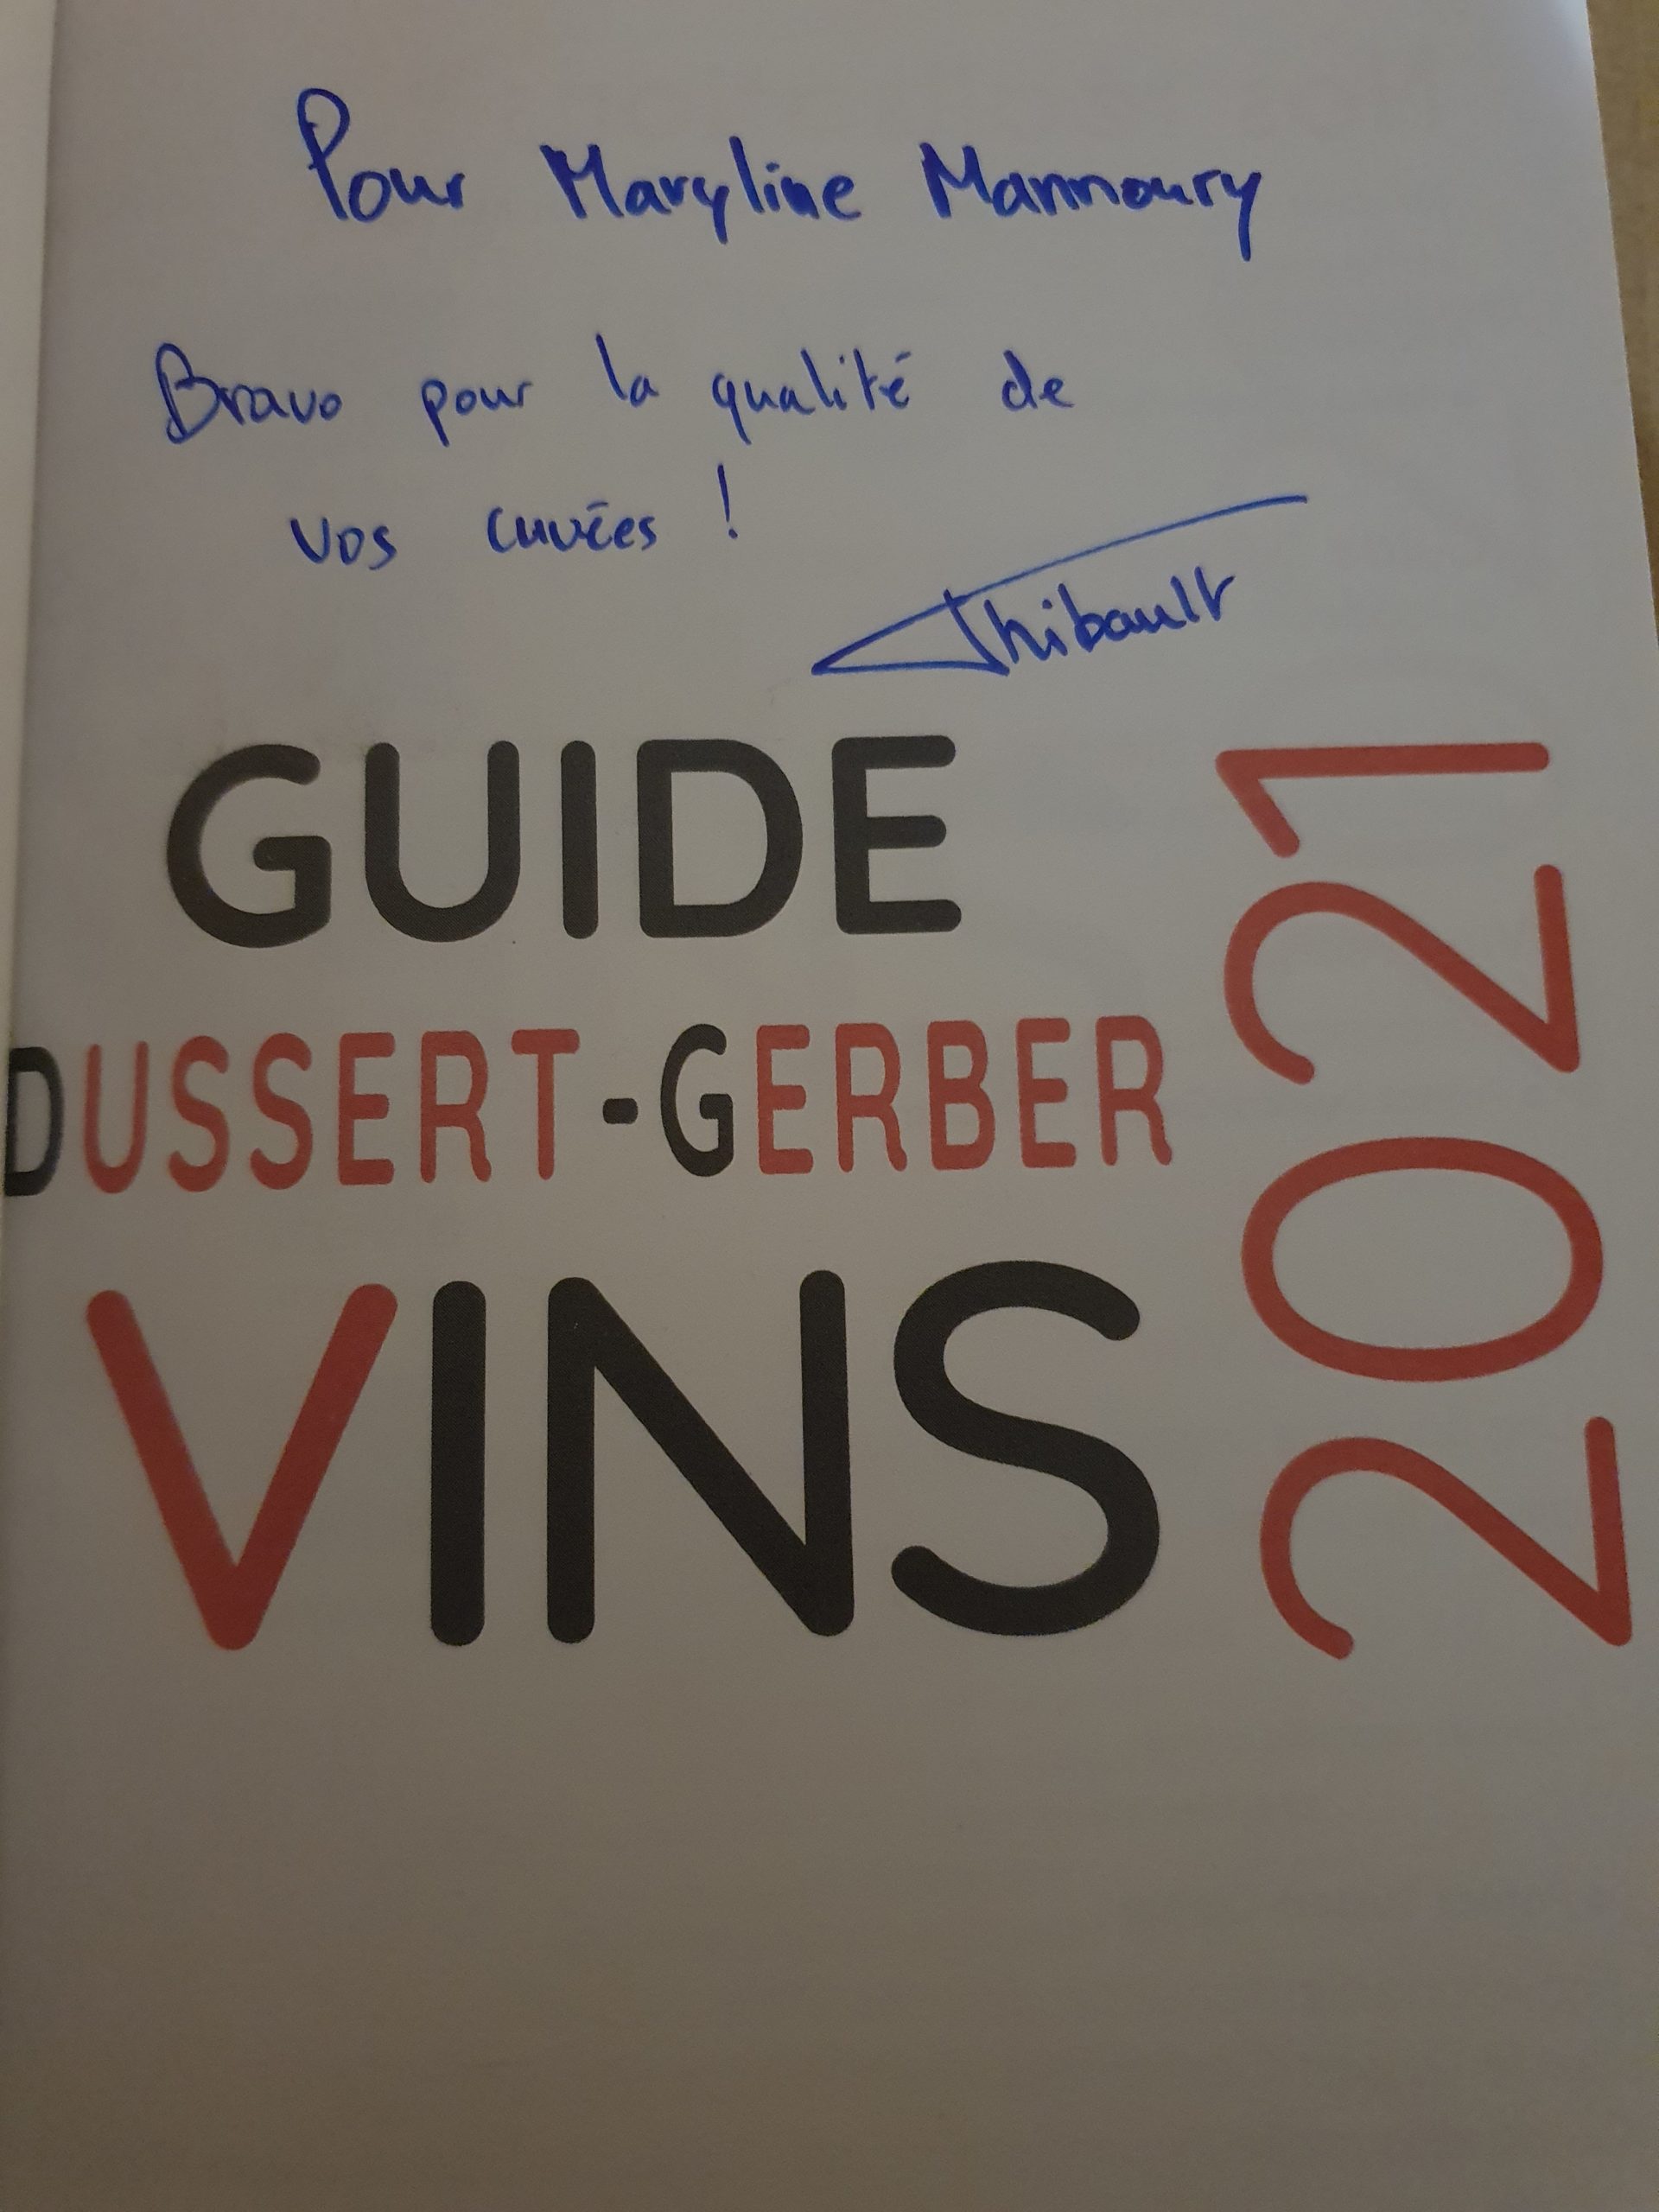 Pour Maryline Mannoury
Bravo pour la qualité de
vos cuvées !
Thibault
GUIDE
DUSSERT-GERBER
VINS
2021